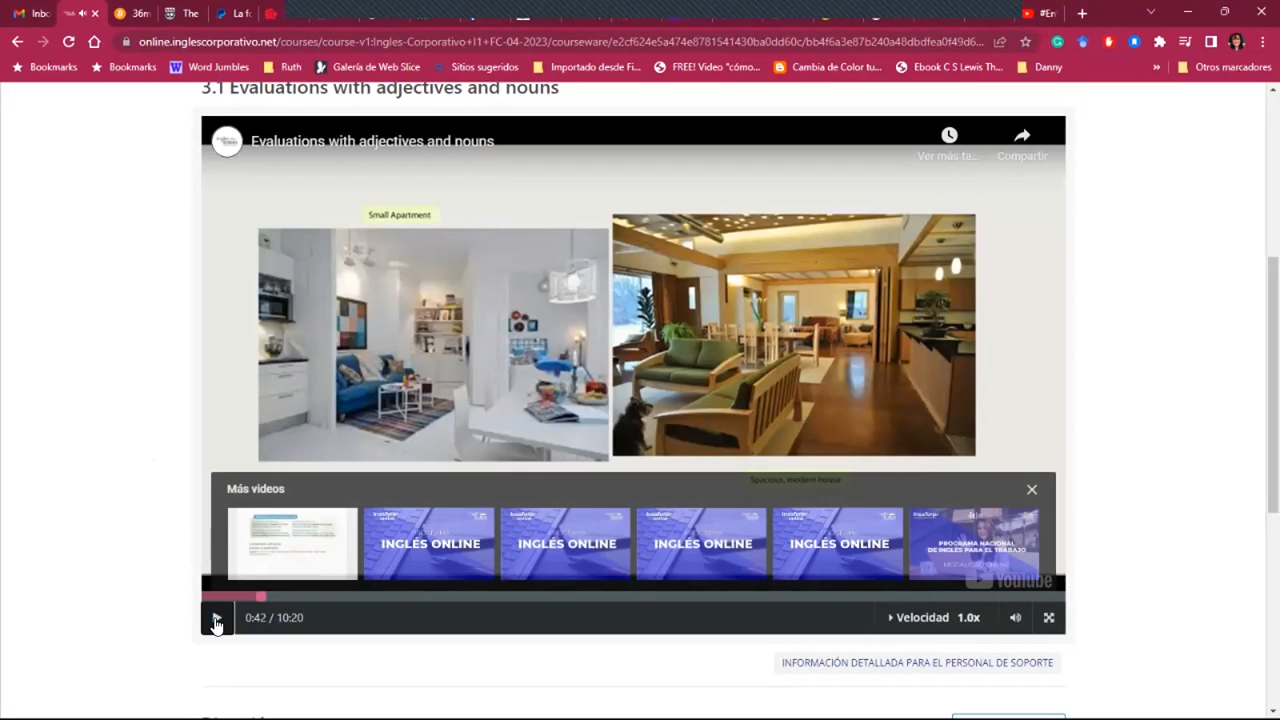 Inb
36m
The
La f
#En
online.inglescorporativo.net/courses/course-v1:Ingles-Corporativo+I1+FC-04-2023/courseware/e2cf624e5a474e8781541430ba0dd60c/bb4f6a3e87b240a48dbdfea0f49d6...
Bookmarks Bookmarks Word Jumbles Ruth Galería de Web Slice Sitios sugeridos Importado desde Fi... FREE! Video "cómo... Cambia de Color tu... Ebook C S Lewis Th... Danny » Otros marcadores
3.1 Evaluations with adjectives and nouns
Evaluations with adjectives and nouns
Ver más ta... Compartir
Small Apartment
Spacious, modern house
Más videos
INGLÉS ONLINE INGLÉS ONLINE INGLÉS ONLINE INGLÉS ONLINE
PROGRAMA NACIONAL
DE INGLÉS PARA EL TRABAJO
YouTube
0:42 / 10:20 Velocidad 1.0x
INFORMACIÓN DETALLADA PARA EL PERSONAL DE SOPORTE